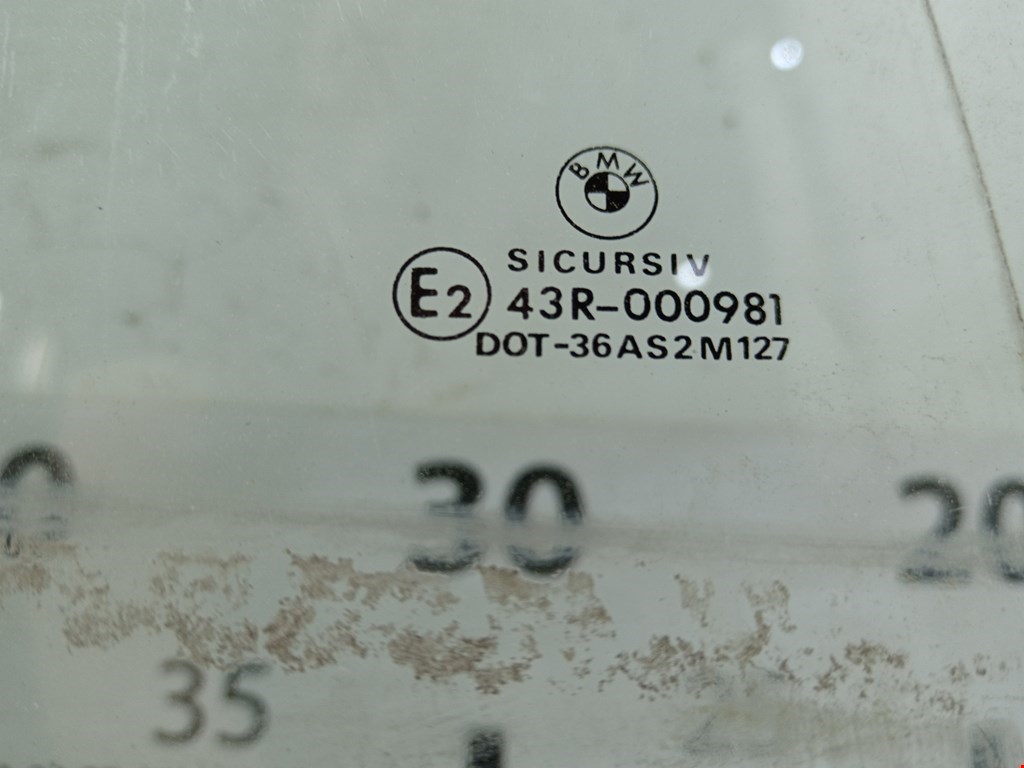 BMW
SICURSIV
E2 43R-000981
DOT-36AS2M127
30 20
35